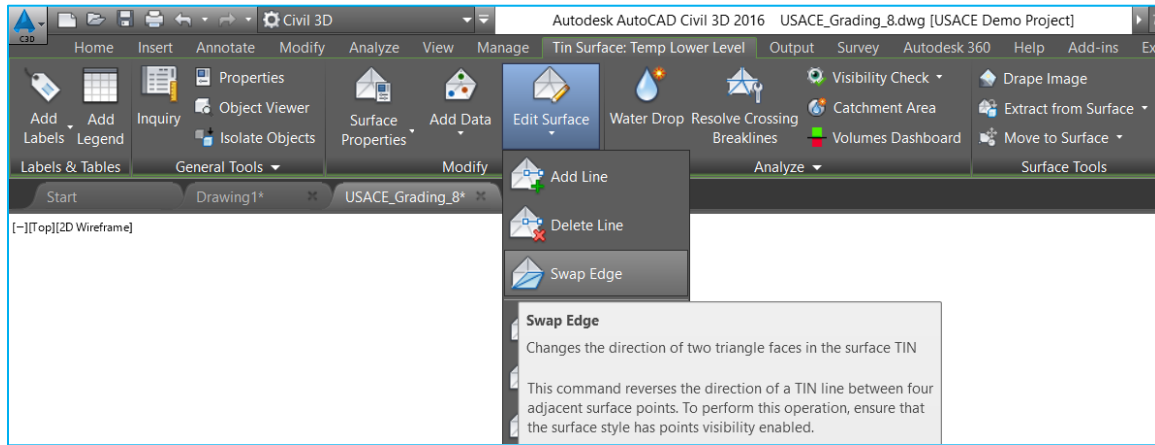 Civil 3D
Autodesk AutoCAD Civil 3D 2016 USACE_Grading_8.dwg [USACE Demo Project]
C3D
Home Insert Annotate Modify Analyze View Manage Tin Surface: Temp Lower Level Output Survey Autodesk 360 Help Add-ins
Properties
Object Viewer
Isolate Objects
Visibility Check
Catchment Area
Volumes Dashboard
Drape Image
Extract from Surface
Move to Surface
Add Labels
Add Legend
Inquiry
Surface Properties
Add Data
Edit Surface
Water Drop
Resolve Crossing Breaklines
Labels & Tables General Tools Modify Analyze Surface Tools
Start Drawing1* USACE_Grading_8*
[−][Top][2D Wireframe]
Add Line
Delete Line
Swap Edge
Swap Edge
Changes the direction of two triangle faces in the surface TIN
This command reverses the direction of a TIN line between four
adjacent surface points. To perform this operation, ensure that
the surface style has points visibility enabled.